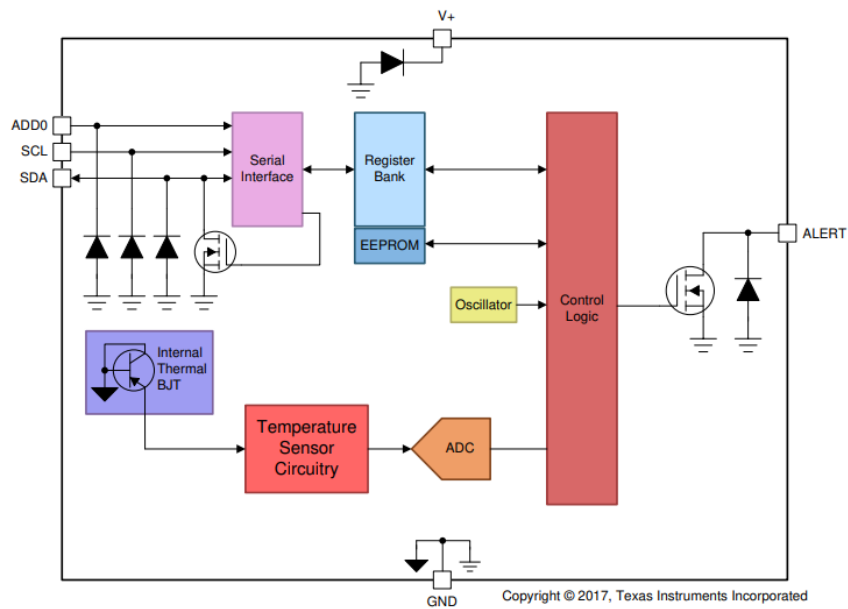 V+
ADD0
SCL
SDA
Serial
Interface
Register
Bank
EEPROM
ALERT
Oscillator
Control
Logic
Internal
Thermal
BJT
Temperature
Sensor
Circuitry
ADC
GND
Copyright © 2017, Texas Instruments Incorporated